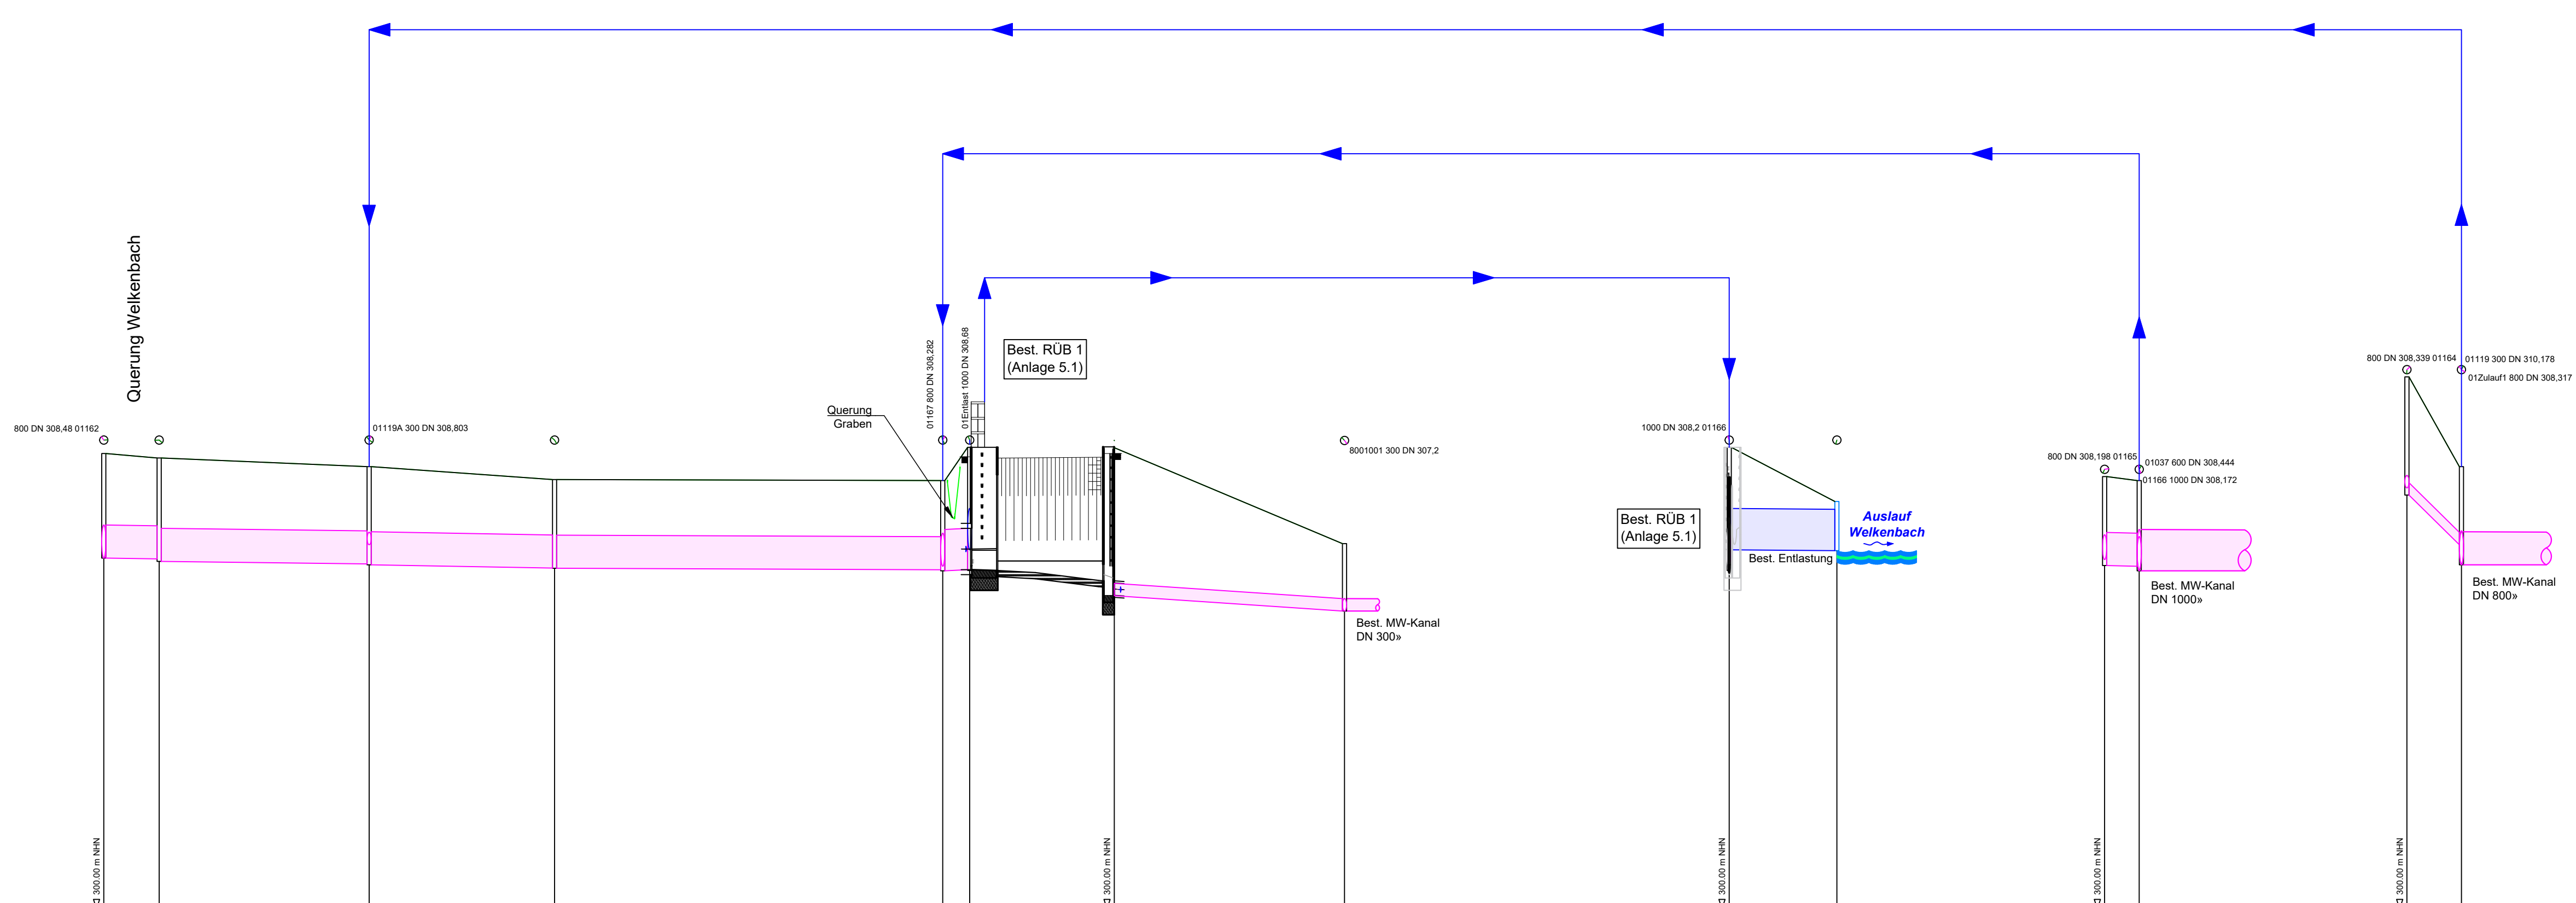 Querung Welkenbach
800 DN 308,48 01162
01119A 300 DN 308,803
Querung
Graben
01167 800 DN 308,282
01Entlast 1000 DN 308,68
Best. RÜB 1
(Anlage 5.1)
8001001 300 DN 307,2
Best. MW-Kanal
DN 300»
1000 DN 308,2 01166
Best. RÜB 1
(Anlage 5.1)
Best. Entlastung
Auslauf
Welkenbach
800 DN 308,198 01165
01037 600 DN 308,444
01166 1000 DN 308,172
Best. MW-Kanal
DN 1000»
800 DN 308,339 01164
01119 300 DN 310,178
01Zulauf1 800 DN 308,317
Best. MW-Kanal
DN 800»
300.00 m NHN
300.00 m NHN
300.00 m NHN
300.00 m NHN
300.00 m NHN